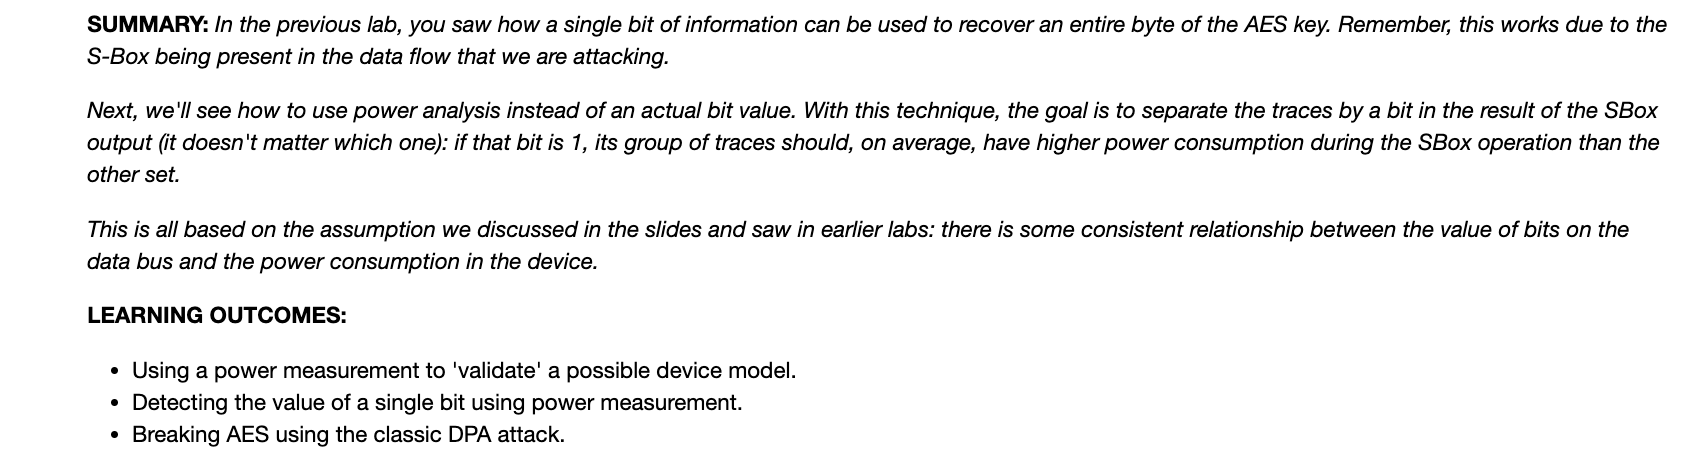 SUMMARY: In the previous lab, you saw how a single bit of information can be used to recover an entire byte of the AES key. Remember, this works due to the
S-Box being present in the data flow that we are attacking.
Next, we'll see how to use power analysis instead of an actual bit value. With this technique, the goal is to separate the traces by a bit in the result of the SBox
output (it doesn't matter which one): if that bit is 1, its group of traces should, on average, have higher power consumption during the SBox operation than the
other set.
This is all based on the assumption we discussed in the slides and saw in earlier labs: there is some consistent relationship between the value of bits on the
data bus and the power consumption in the device.
LEARNING OUTCOMES:
• Using a power measurement to 'validate' a possible device model.
• Detecting the value of a single bit using power measurement.
• Breaking AES using the classic DPA attack.